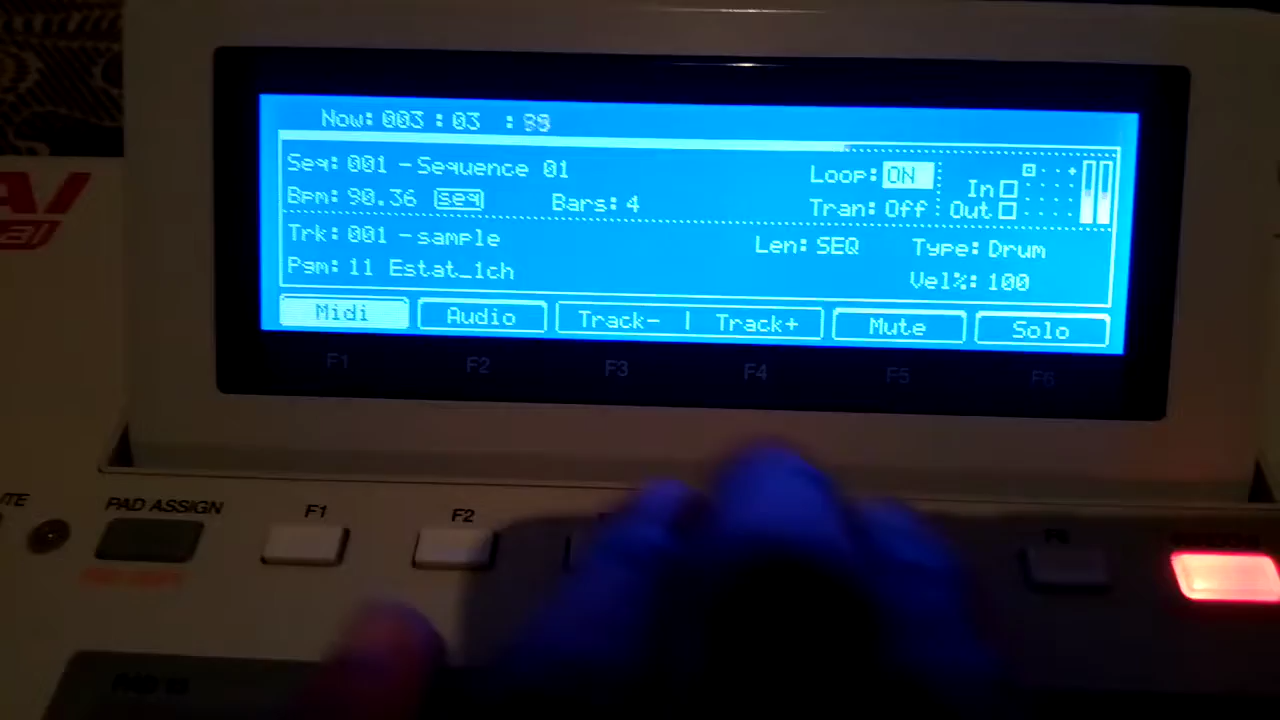 Now: 003 : 03 :
Seq: 001 -Sequence 01
Loop: ON
In
Bpm: 90.36 seq Bars: 4
Tran: Off Out
Trk: 001 -sample
Len: SEQ Type: Drum
Pgm: 11 Estat_1ch
Vel%: 100
Midi Audio Track- | Track+ Mute Solo
F1 F2 F3 F4 F5 F6
PAD ASSIGN F1 F2